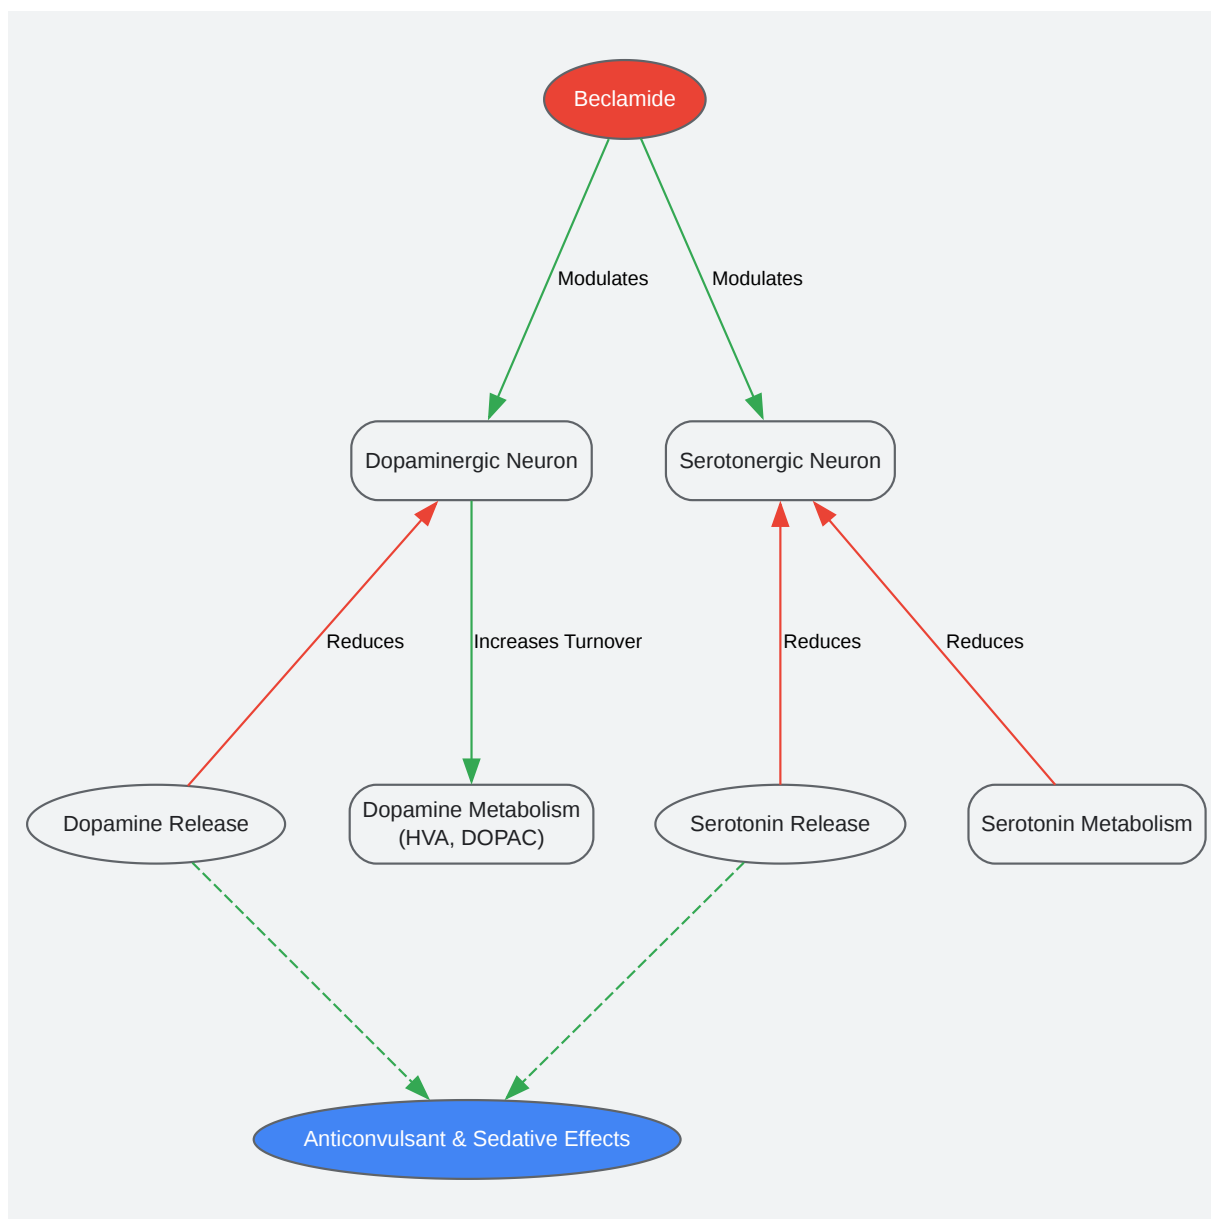 Beclamide
Modulates
Modulates
Dopaminergic Neuron
Serotonergic Neuron
Reduces
Increases Turnover
Reduces
Reduces
Dopamine Release
Dopamine Metabolism
(HVA, DOPAC)
Serotonin Release
Serotonin Metabolism
Anticonvulsant & Sedative Effects